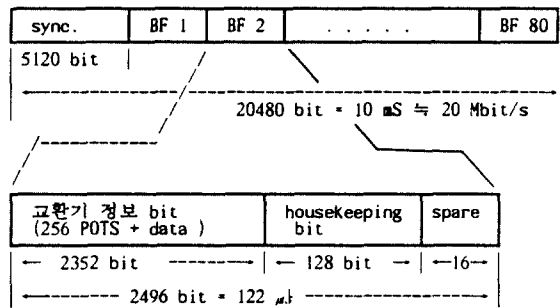 sync. BF 1 BF 2 . . . . . BF 80
5120 bit
20480 bit = 10 mS ≒ 20 Mbit/s
교환기 정보 bit housekeeping spare
(256 POTS + data ) bit
2352 bit 128 bit 16
2496 bit = 122